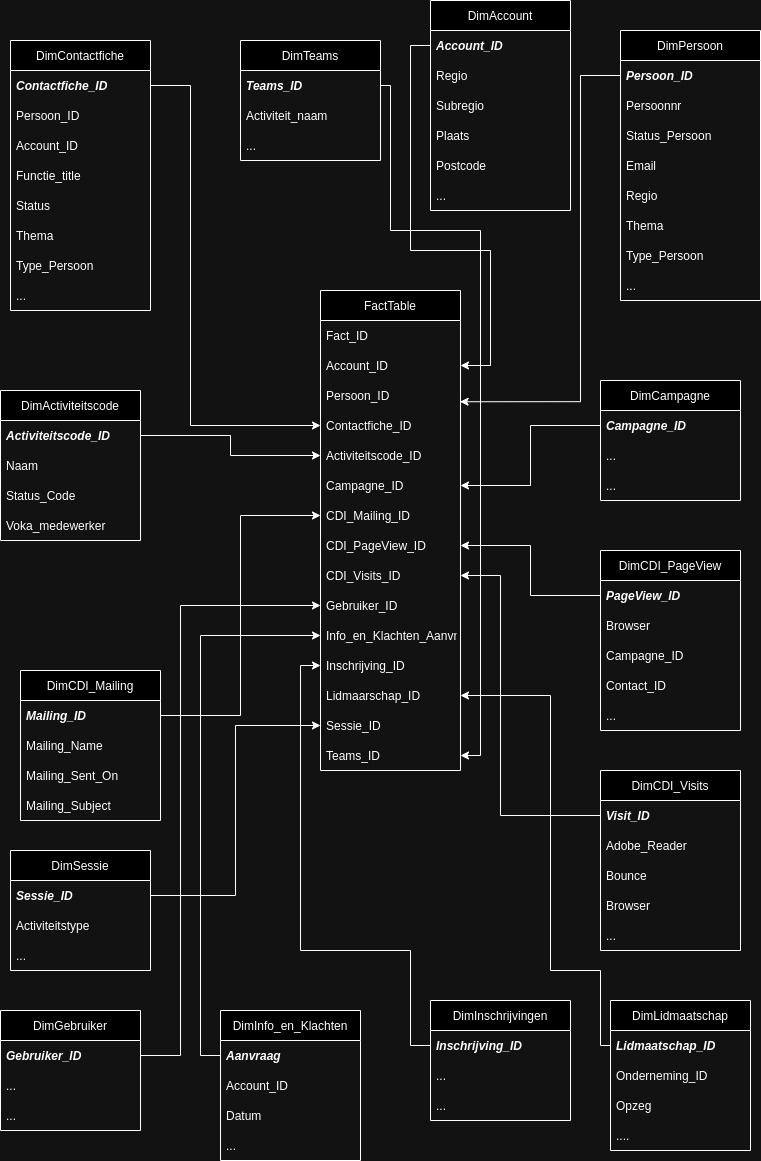 DimContactfiche
Contactfiche_ID
Persoon_ID
Account_ID
Functie_title
Status
Thema
Type_Persoon
...
DimTeams
Teams_ID
Activiteit_naam
...
DimAccount
Account_ID
Regio
Subregio
Plaats
Postcode
...
DimPersoon
Persoon_ID
Persoonnr
Status_Persoon
Email
Regio
Thema
Type_Persoon
...
FactTable
Fact_ID
Account_ID
Persoon_ID
Contactfiche_ID
Activiteitscode_ID
Campagne_ID
CDI_Mailing_ID
CDI_PageView_ID
CDI_Visits_ID
Gebruiker_ID
Info_en_Klachten_Aanvr
Inschrijving_ID
Lidmaarschap_ID
Sessie_ID
Teams_ID
DimActiviteitscode
Activiteitscode_ID
Naam
Status_Code
Voka_medewerker
DimCampagne
Campagne_ID
...
...
DimCDI_PageView
PageView_ID
Browser
Campagne_ID
Contact_ID
...
DimCDI_Mailing
Mailing_ID
Mailing_Name
Mailing_Sent_On
Mailing_Subject
DimCDI_Visits
Visit_ID
Adobe_Reader
Bounce
Browser
...
DimSessie
Sessie_ID
Activiteitstype
...
DimGebruiker
Gebruiker_ID
...
...
DimInfo_en_Klachten
Aanvraag
Account_ID
Datum
...
DimInschrijvingen
Inschrijving_ID
...
...
DimLidmaatschap
Lidmaatschap_ID
Onderneming_ID
Opzeg
....